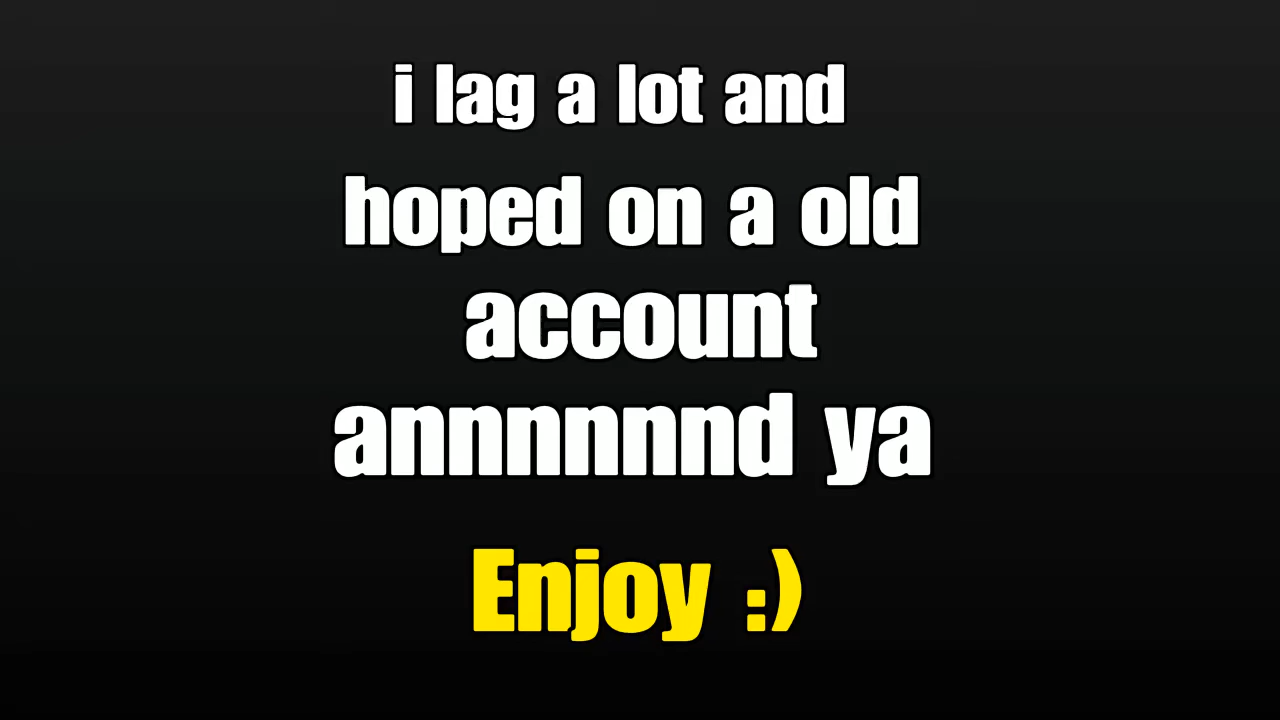 i lag a lot and
hoped on a old
account
annnnnnd ya
Enjoy :)